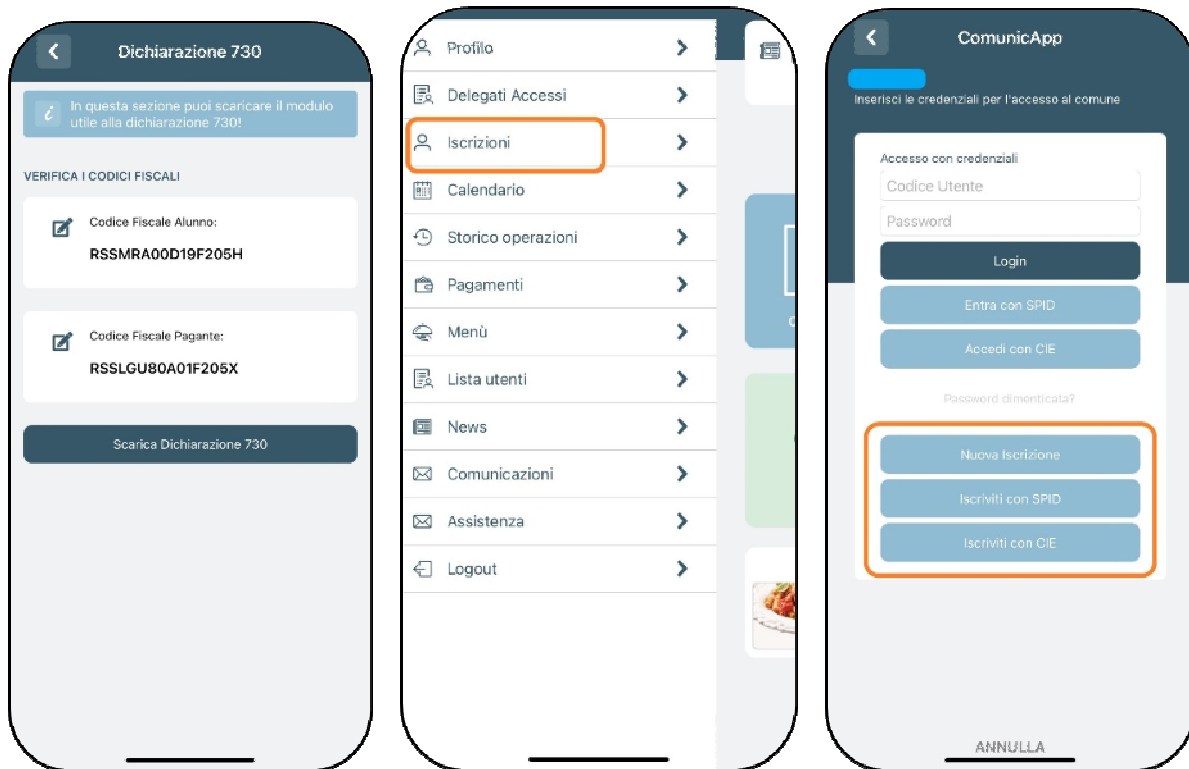 Dichiarazione 730
In questa sezione puoi scaricare il modulo
utile alla dichiarazione 730!
VERIFICA I CODICI FISCALI
Codice Fiscale Alunno:
RSSMRA00D19F205H
Codice Fiscale Pagante:
RSSLGU80A01F205X
Scarica Dichiarazione 730
Profilo
Delegati Accessi
Iscrizioni
Calendario
Storico operazioni
Pagamenti
Menù
Lista utenti
News
Comunicazioni
Assistenza
Logout
ComunicApp
Inserisci le credenziali per l'accesso al comune
Accesso con credenziali
Codice Utente
Password
Login
Entra con SPID
Accedi con CIE
Password dimenticata?
Nuova Iscrizione
Iscriviti con SPID
Iscriviti con CIE
ANNULLA